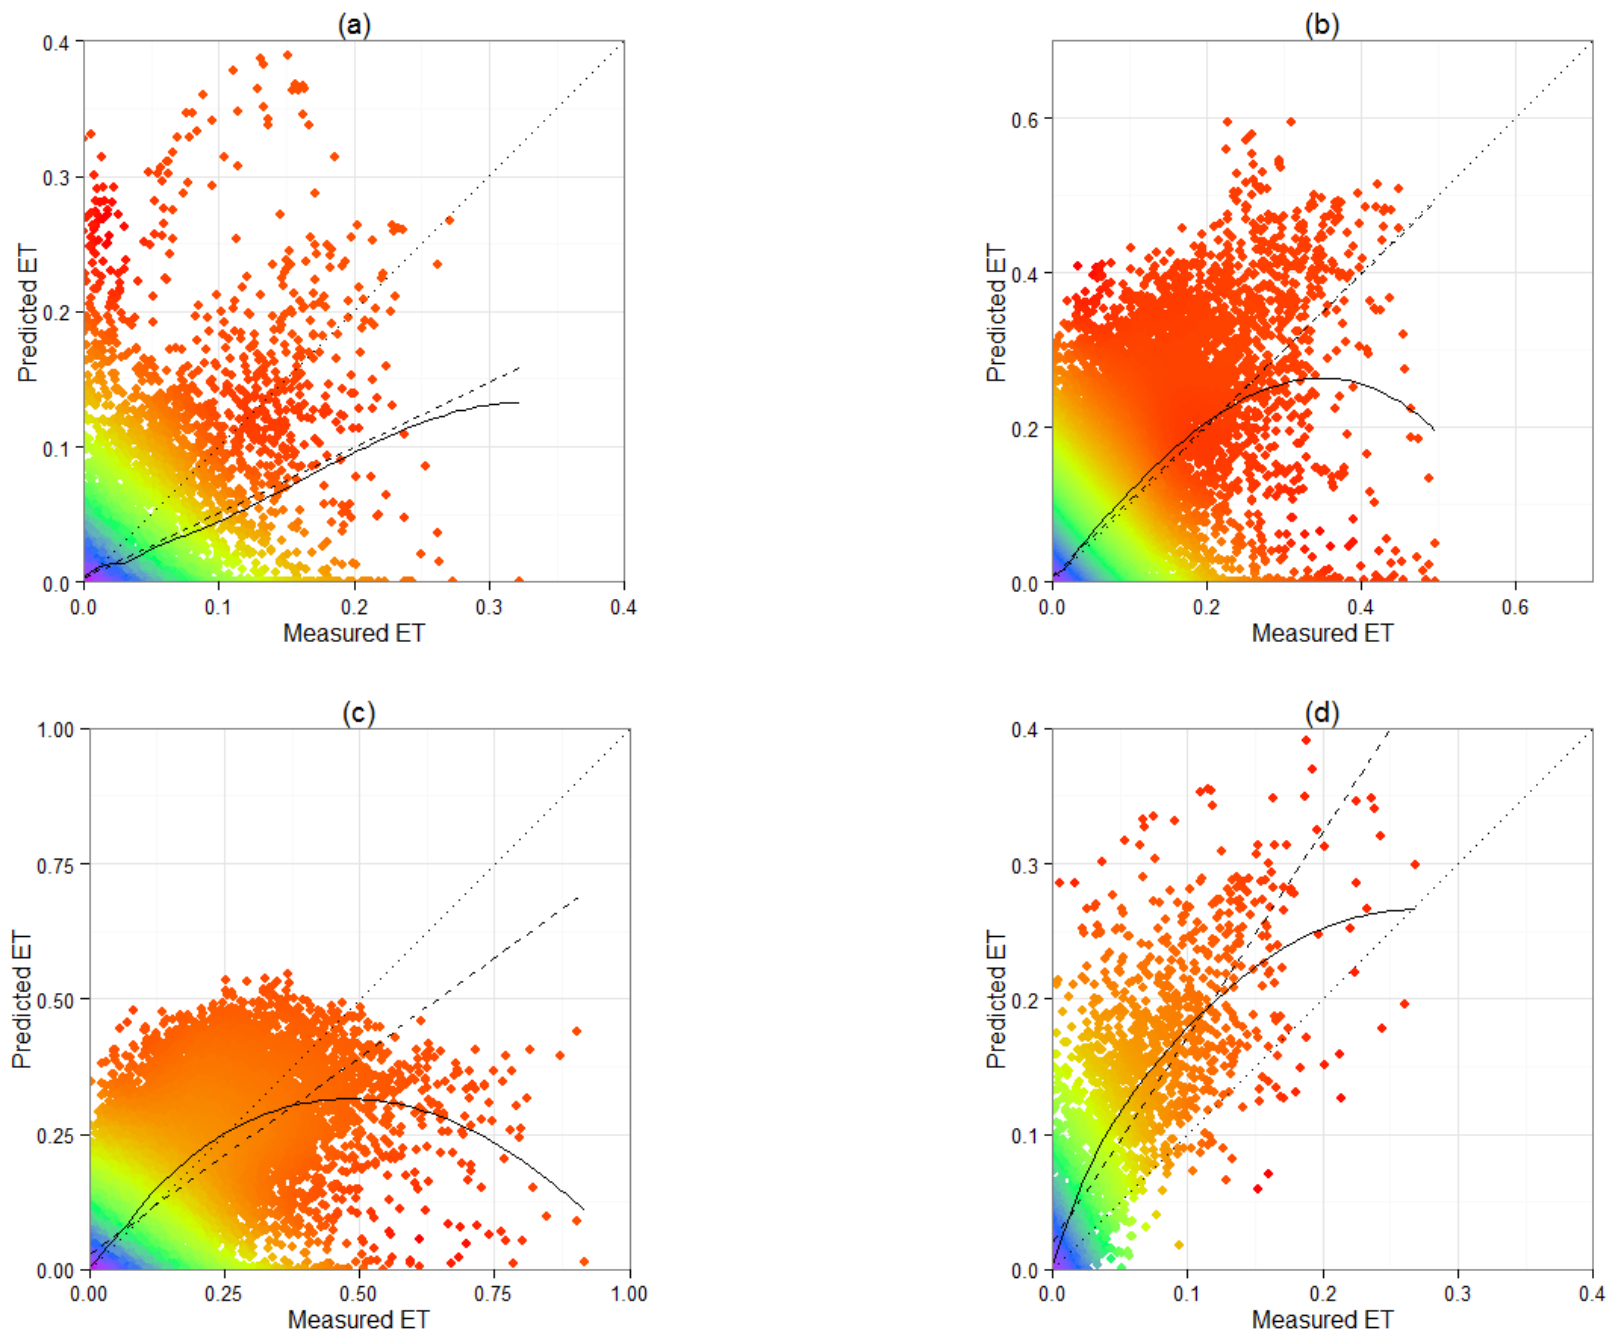 (a)
0.4
0.3
0.2
0.1
0.0
Predicted ET
0.0 0.1 0.2 0.3 0.4
Measured ET
(b)
0.6
0.4
0.2
0.0
Predicted ET
0.0 0.2 0.4 0.6
Measured ET
(c)
1.00
0.75
0.50
0.25
0.00
Predicted ET
0.00 0.25 0.50 0.75 1.00
Measured ET
(d)
0.4
0.3
0.2
0.1
0.0
Predicted ET
0.0 0.1 0.2 0.3 0.4
Measured ET